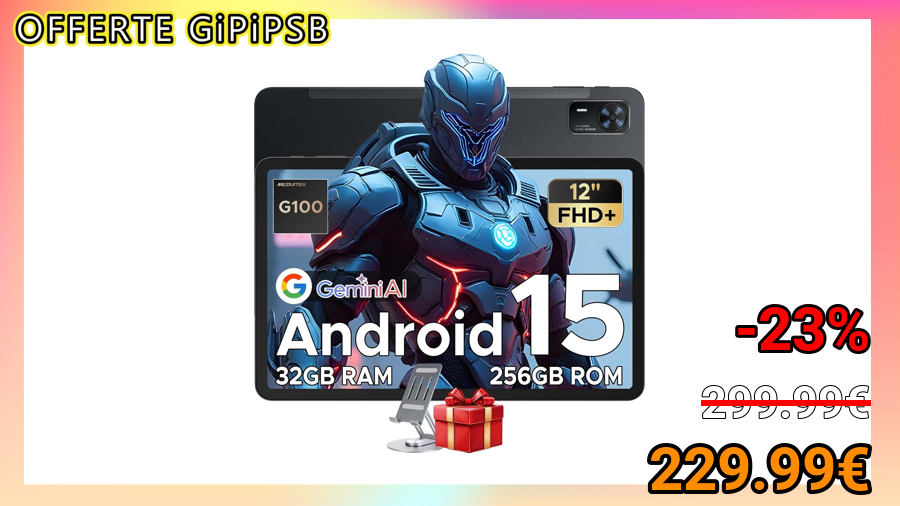 OFFERTE GiPiPSB
MEDIATEK
G100
12"
FHD+
G GeminiAI
Android 15
32GB RAM
256GB ROM
-23%
299.99€
229.99€